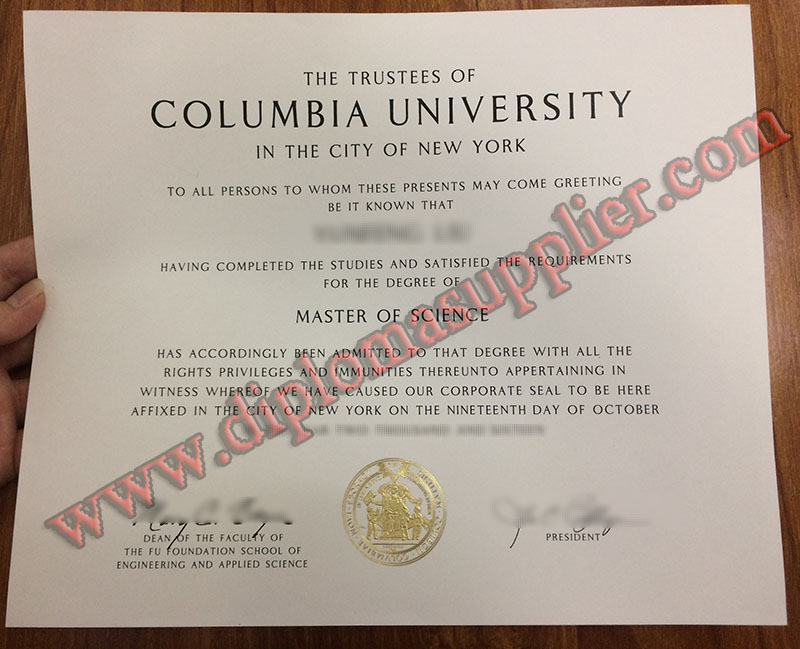 THE TRUSTEES OF
COLUMBIA UNIVERSITY
IN THE CITY OF NEW YORK
TO ALL PERSONS TO WHOM THESE PRESENTS MAY COME GREETING
BE IT KNOWN THAT
HAVING COMPLETED THE STUDIES AND SATISFIED THE REQUIREMENTS
FOR THE DEGREE OF
MASTER OF SCIENCE
HAS ACCORDINGLY BEEN ADMITTED TO THAT DEGREE WITH ALL THE
RIGHTS PRIVILEGES AND IMMUNITIES THEREUNTO APPERTAINING IN
WITNESS WHEREOF WE HAVE CAUSED OUR CORPORATE SEAL TO BE HERE
AFFIXED IN THE CITY OF NEW YORK ON THE NINETEENTH DAY OF OCTOBER
TWO THOUSAND AND SIXTEEN
DEAN OF THE FACULTY OF
THE FU FOUNDATION SCHOOL OF
ENGINEERING AND APPLIED SCIENCE
PRESIDENT
www.diplomasupplier.com